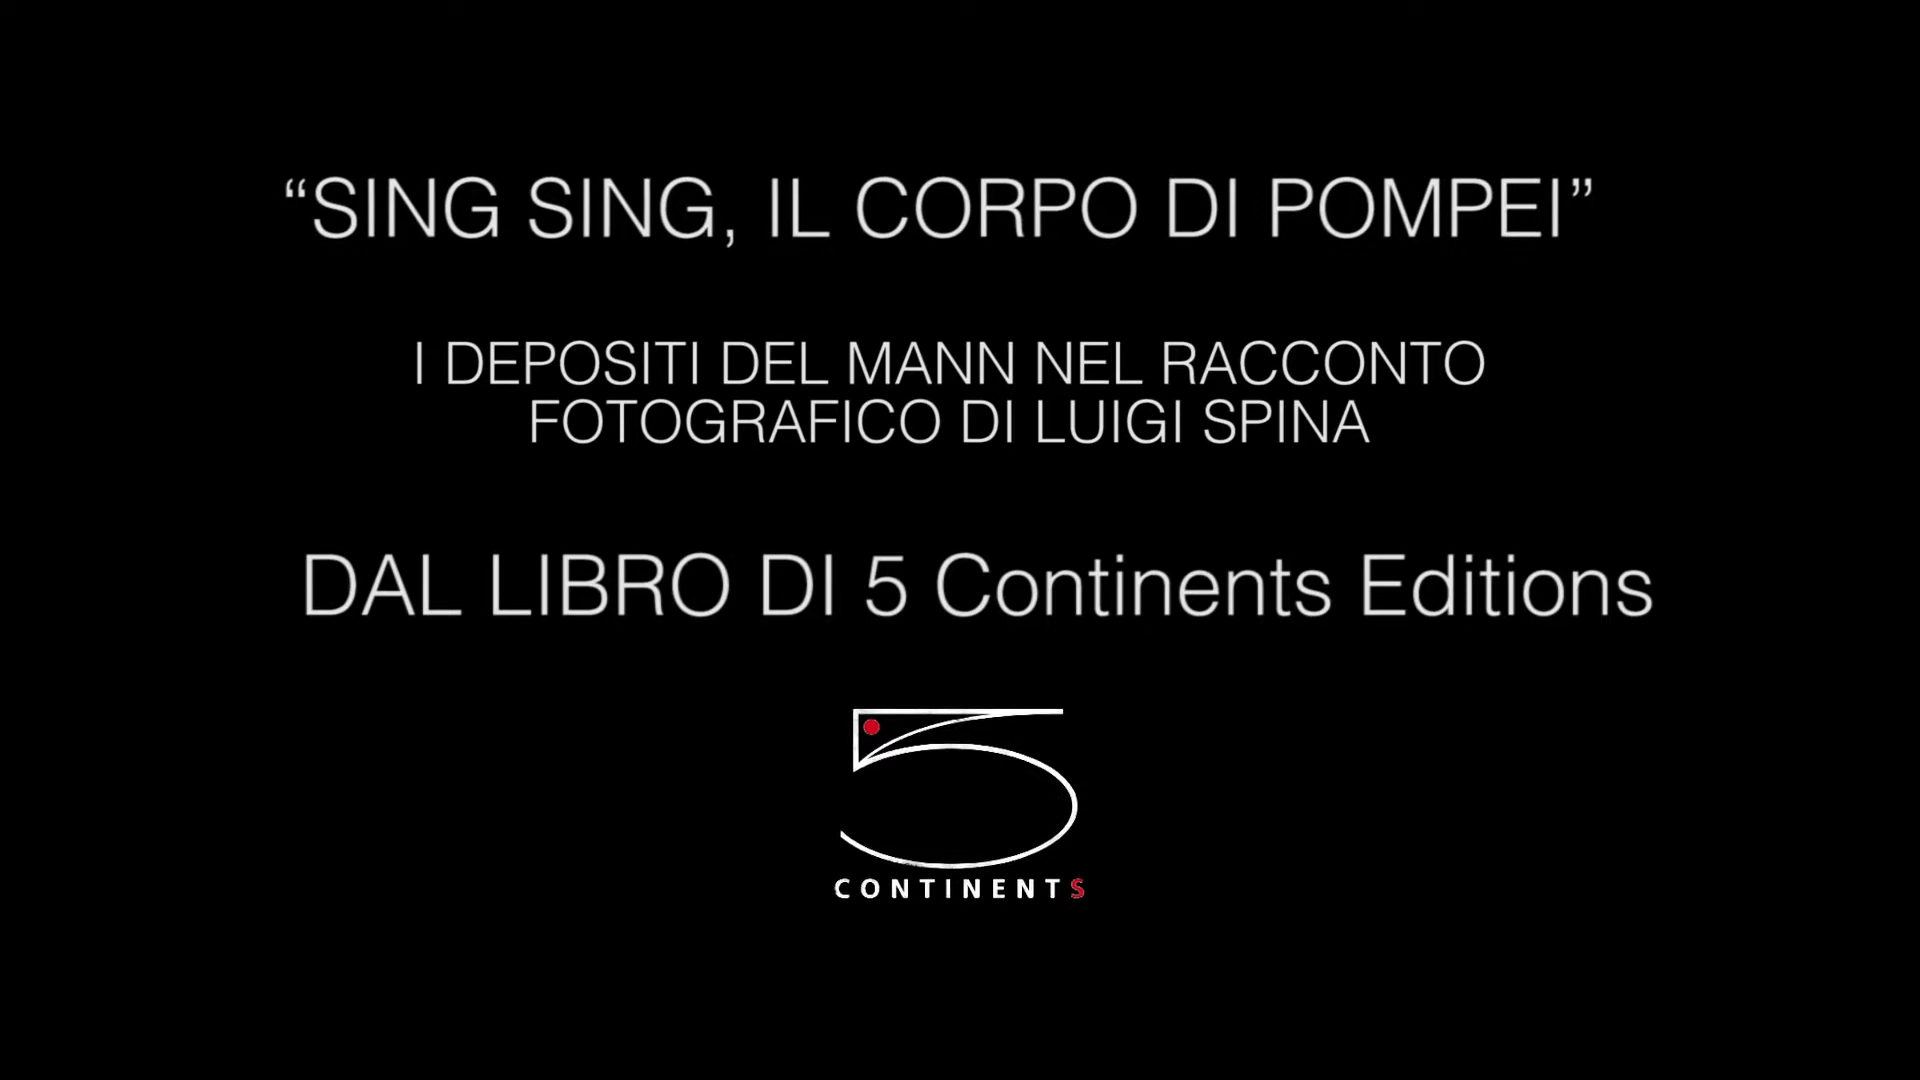 “SING SING, IL CORPO DI POMPEI”
I DEPOSITI DEL MANN NEL RACCONTO
FOTOGRAFICO DI LUIGI SPINA
DAL LIBRO DI 5 Continents Editions
5
CONTINENTS